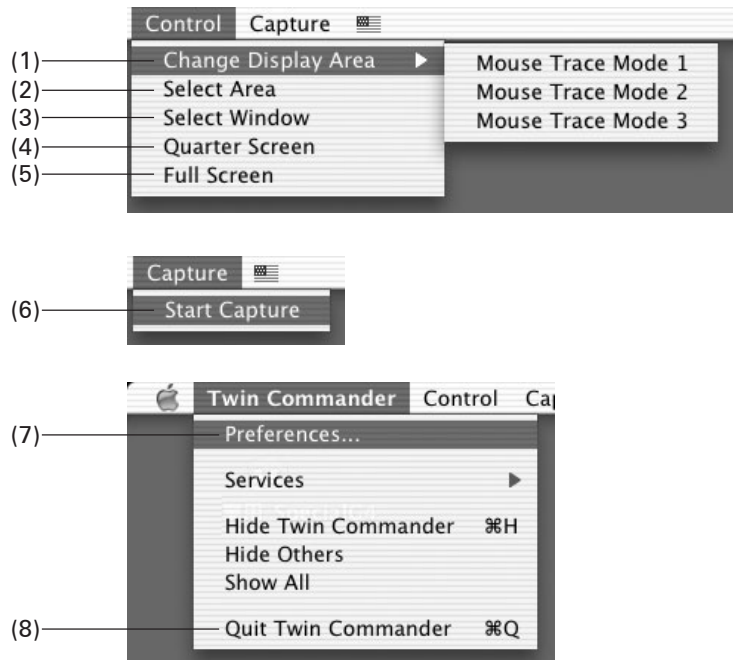 Control Capture
(1) Change Display Area ▶ Mouse Trace Mode 1
(2) Select Area Mouse Trace Mode 2
(3) Select Window Mouse Trace Mode 3
(4) Quarter Screen
(5) Full Screen
Capture
(6) Start Capture
Twin Commander Control Ca
(7) Preferences...
Services ▶
Hide Twin Commander ⌘H
Hide Others
Show All
(8) Quit Twin Commander ⌘Q